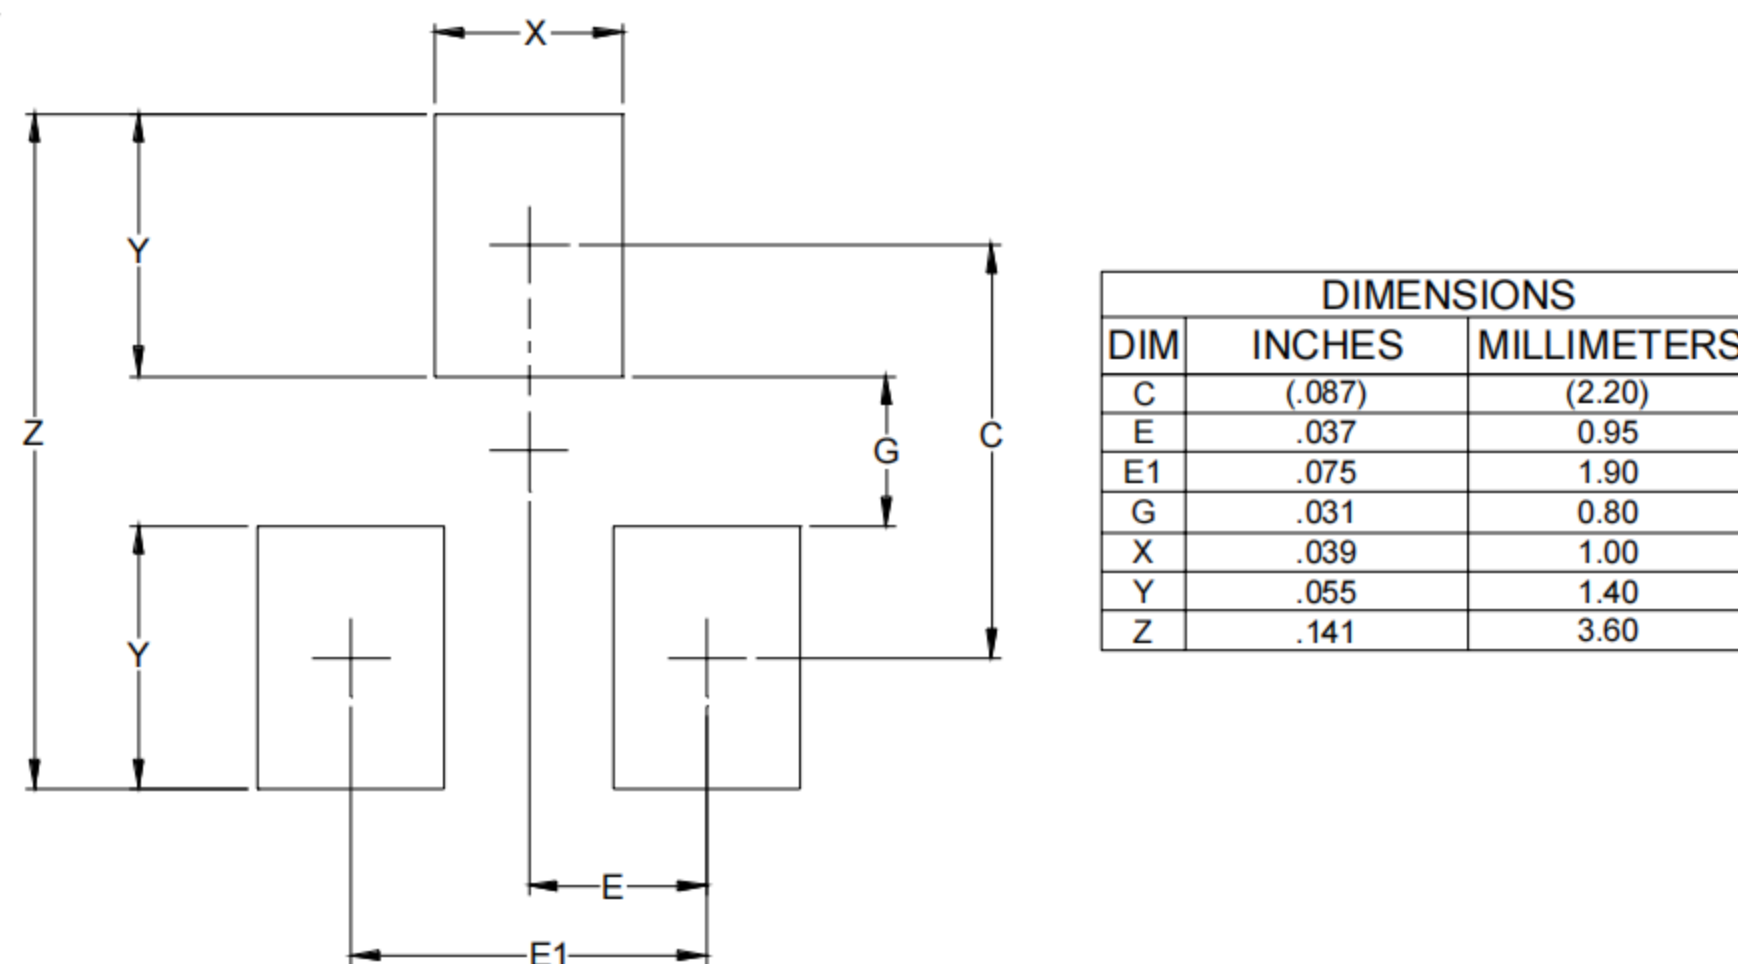 X
Y
Z
G
C
Y
E
E1
DIMENSIONS
DIM INCHES MILLIMETERS
C (.087) (2.20)
E .037 0.95
E1 .075 1.90
G .031 0.80
X .039 1.00
Y .055 1.40
Z .141 3.60